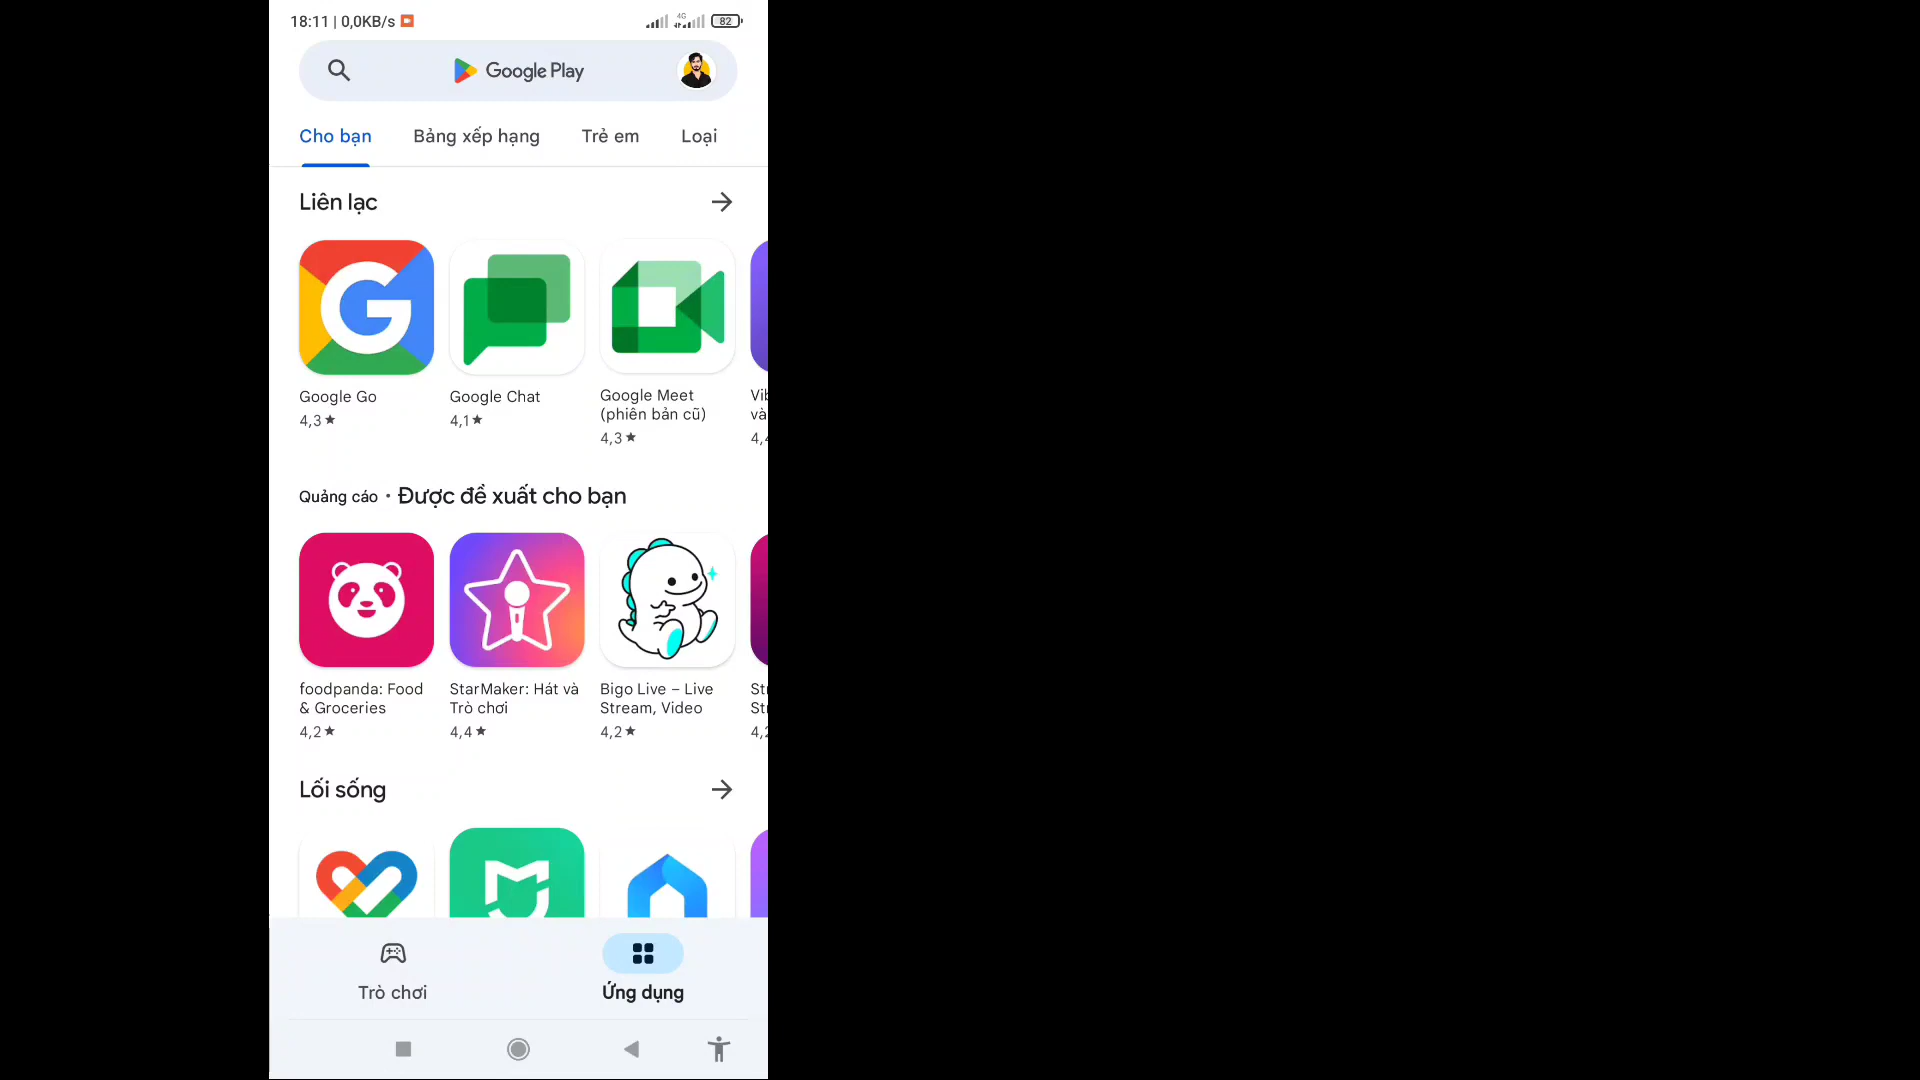 18:11 | 0,0KB/s
4G
82
Google Play
Cho bạn
Bảng xếp hạng
Trẻ em
Loại
Liên lạc
Google Go
4,3★
Google Chat
4,1★
Google Meet
(phiên bản cũ)
4,3★
Quảng cáo • Được đề xuất cho bạn
foodpanda: Food
& Groceries
4,2★
StarMaker: Hát và
Trò chơi
4,4★
Bigo Live – Live
Stream, Video
4,2★
Lối sống
Trò chơi
Ứng dụng